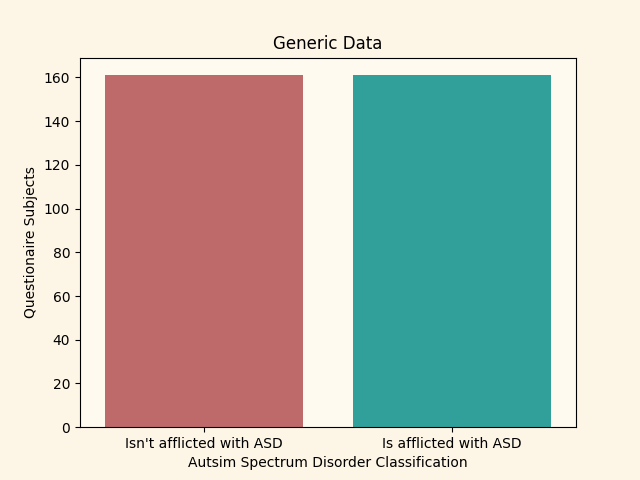 Generic Data
Questionaire Subjects
160
140
120
100
80
60
40
20
0
Isn't afflicted with ASD
Is afflicted with ASD
Autsim Spectrum Disorder Classification